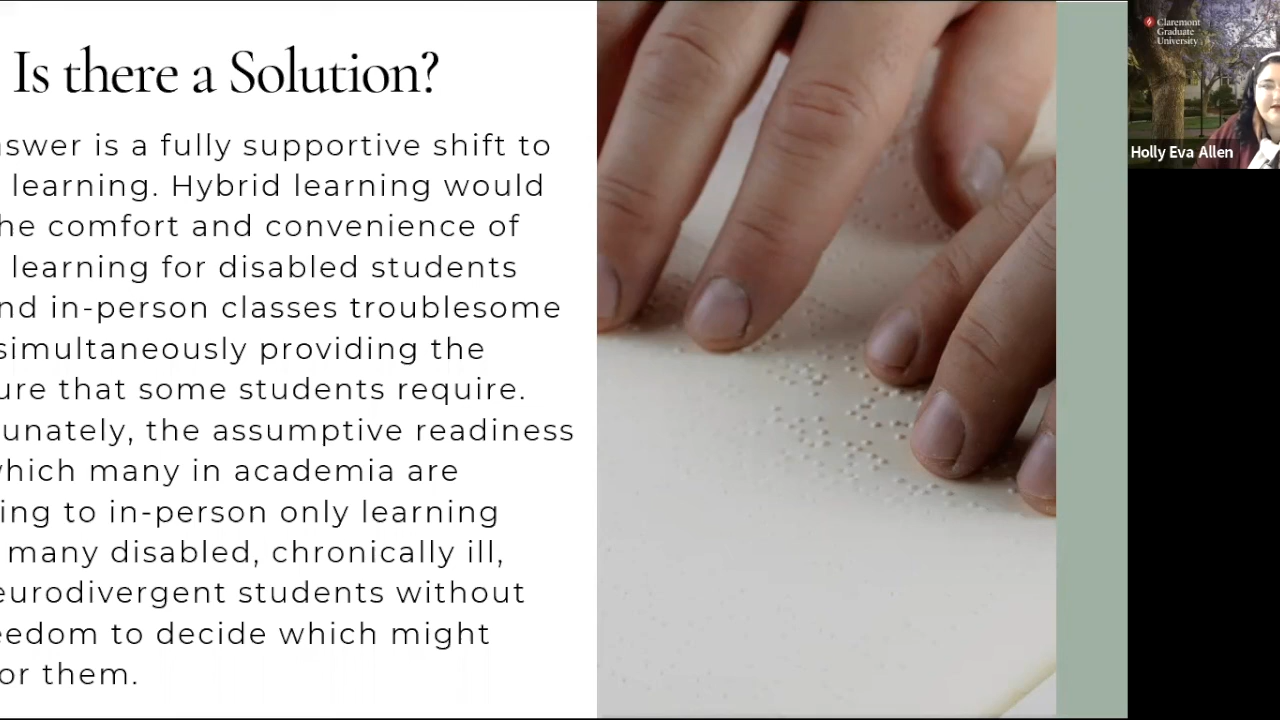 Is there a Solution?
nswer is a fully supportive shift to
learning. Hybrid learning would
he comfort and convenience of
learning for disabled students
nd in-person classes troublesome
simultaneously providing the
ure that some students require.
unately, the assumptive readiness
which many in academia are
ing to in-person only learning
many disabled, chronically ill,
eurodivergent students without
eedom to decide which might
or them.
Claremont
Graduate
University
Holly Eva Allen